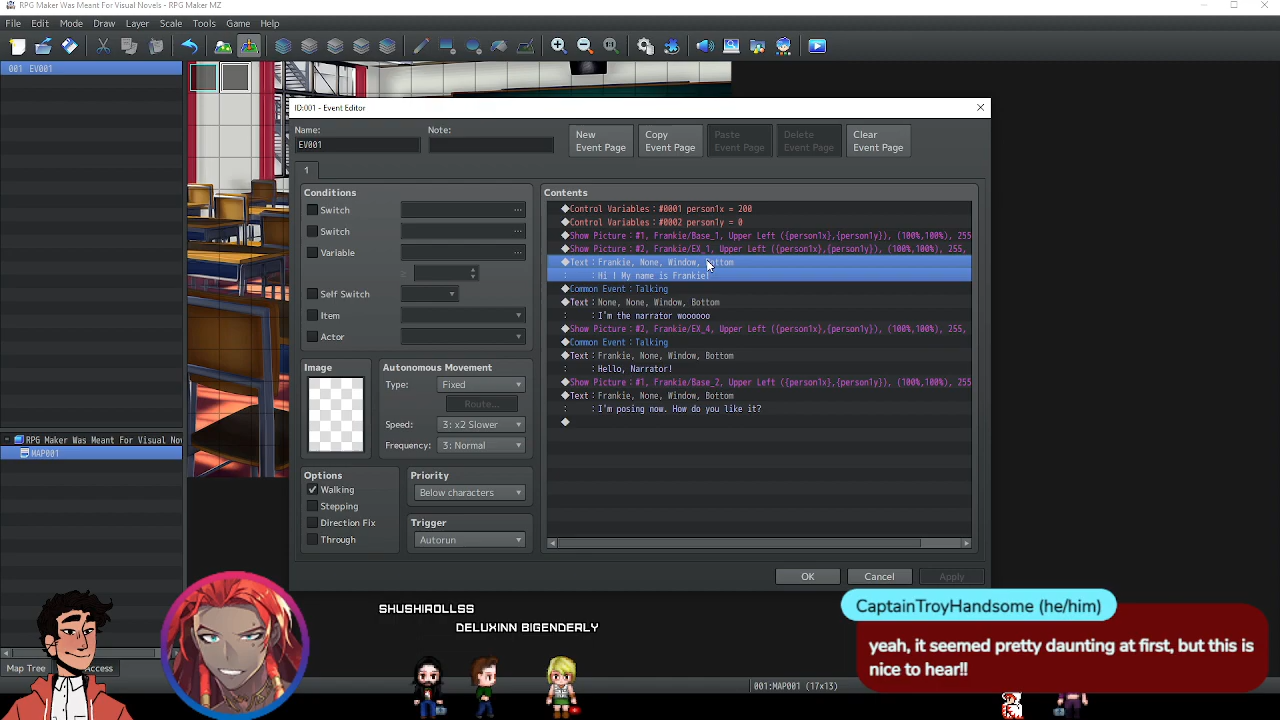 RPG Maker Was Meant For Visual Novels - RPG Maker MZ
File Edit Mode Draw Layer Scale Tools Game Help
001 EV001
ID:001 - Event Editor
Name:
Note:
EV001
New
Event Page
Copy
Event Page
Paste
Event Page
Delete
Event Page
Clear
Event Page
1
Conditions
Switch
Switch
Variable
≥
Self Switch
Item
Actor
Image
Autonomous Movement
Type: Fixed
Route...
Speed: 3: x2 Slower
Frequency: 3: Normal
Options
Walking
Stepping
Direction Fix
Through
Priority
Below characters
Trigger
Autorun
Contents
◆Control Variables : #0001 person1x = 200
◆Control Variables : #0002 person1y = 0
◆Show Picture : #1, Frankie/Base_1, Upper Left ({person1x},{person1y}), (100%,100%), 255
◆Show Picture : #2, Frankie/EX_1, Upper Left ({person1x},{person1y}), (100%,100%), 255,
◆Text : Frankie, None, Window, Bottom
: : Hi ! My name is Frankie!
◆Common Event : Talking
◆Text : None, None, Window, Bottom
: : I'm the narrator woooooo
◆Show Picture : #2, Frankie/EX_4, Upper Left ({person1x},{person1y}), (100%,100%), 255,
◆Common Event : Talking
◆Text : Frankie, None, Window, Bottom
: : Hello, Narrator!
◆Show Picture : #1, Frankie/Base_2, Upper Left ({person1x},{person1y}), (100%,100%), 255
◆Text : Frankie, None, Window, Bottom
: : I'm posing now. How do you like it?
◆
OK
Cancel
Apply
RPG Maker Was Meant For Visual Nov
MAP001
Map Tree
Access
SHUSHIROLLSS
DELUXINN BIGENDERLY
001:MAP001 (17x13)
CaptainTroyHandsome (he/him)
yeah, it seemed pretty daunting at first, but this is
nice to hear!!